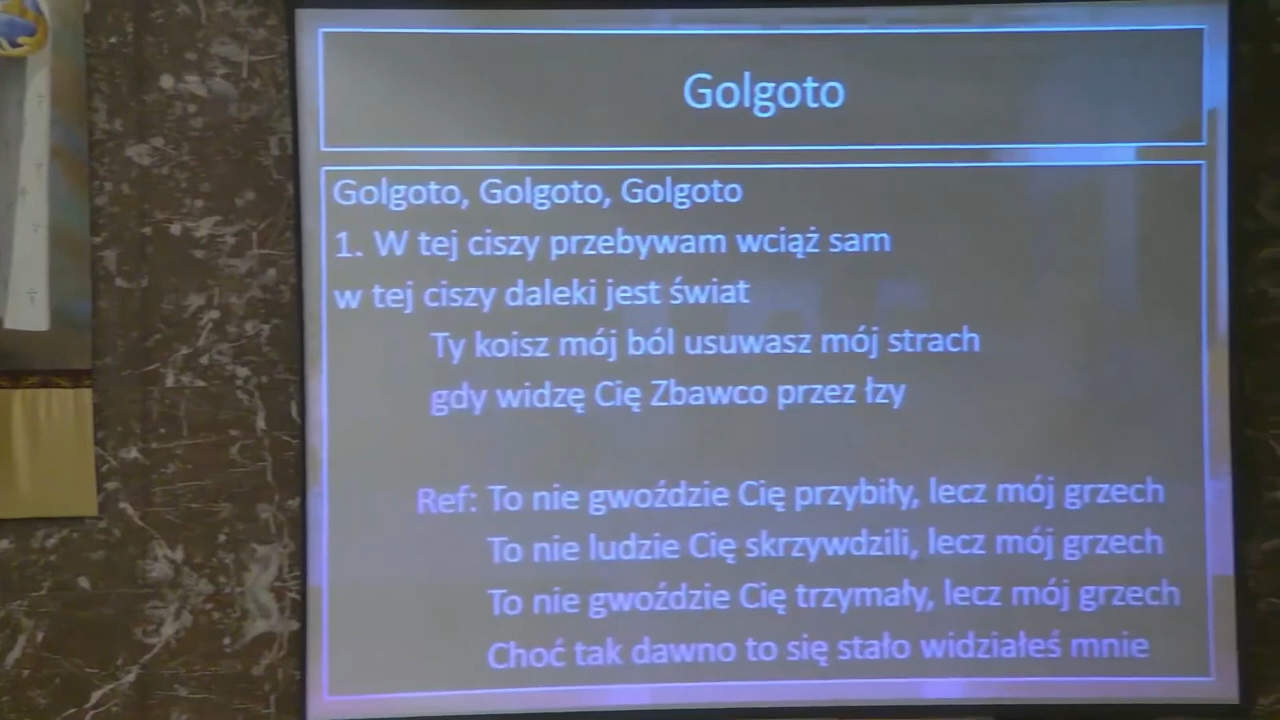 Golgoto
Golgoto, Golgoto, Golgoto
1. W tej ciszy przebywam wciąż sam
w tej ciszy daleki jest świat
Ty koisz mój ból usuwasz mój strach
gdy widzę Cię Zbawco przez łzy
Ref: To nie gwoździe Cię przybiły, lecz mój grzech
To nie ludzie Cię skrzywdzili, lecz mój grzech
To nie gwoździe Cię trzymały, lecz mój grzech
Choć tak dawno to się stało widziałeś mnie